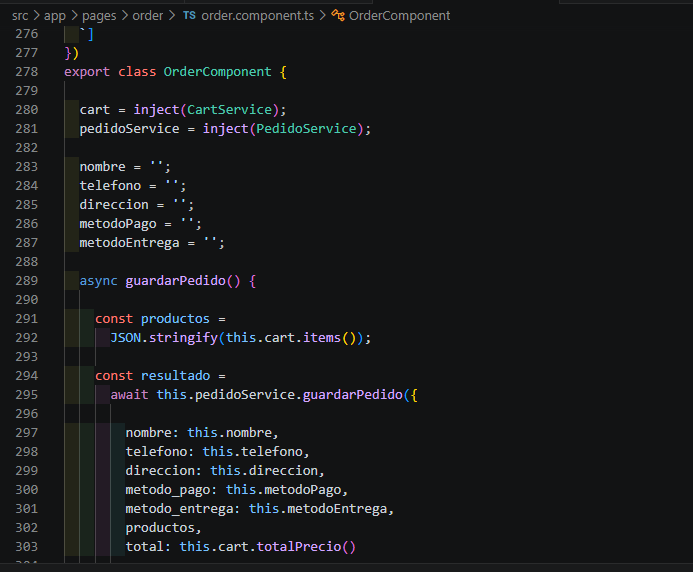 src > app > pages > order > TS order.component.ts > OrderComponent
276 `]
277 })
278 export class OrderComponent {
279
280 cart = inject(CartService);
281 pedidoService = inject(PedidoService);
282
283 nombre = '';
284 telefono = '';
285 direccion = '';
286 metodoPago = '';
287 metodoEntrega = '';
288
289 async guardarPedido() {
290
291 const productos =
292 JSON.stringify(this.cart.items());
293
294 const resultado =
295 await this.pedidoService.guardarPedido({
296
297 nombre: this.nombre,
298 telefono: this.telefono,
299 direccion: this.direccion,
300 metodo_pago: this.metodoPago,
301 metodo_entrega: this.metodoEntrega,
302 productos,
303 total: this.cart.totalPrecio()